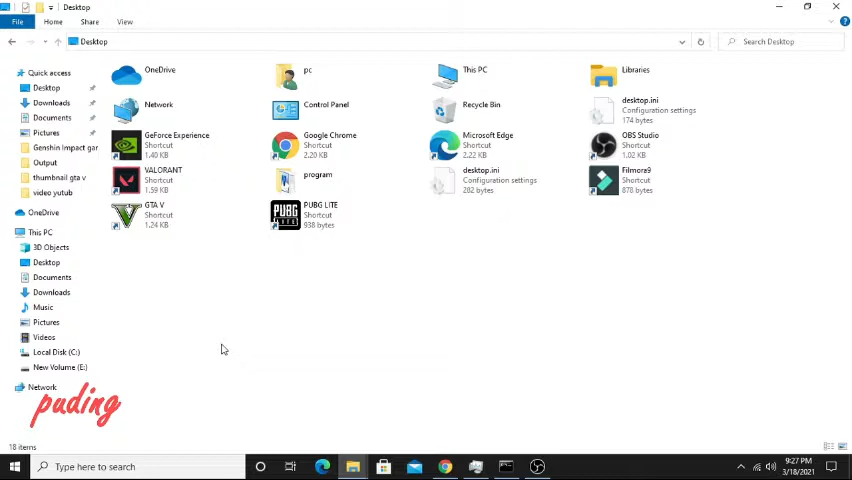 Desktop
File Home Share View
Desktop
Search Desktop
Quick access
Desktop
Downloads
Documents
Pictures
Genshin Impact gar
Output
thumbnail gta v
video yutub
OneDrive
This PC
3D Objects
Desktop
Documents
Downloads
Music
Pictures
Videos
Local Disk (C:)
New Volume (E:)
Network
OneDrive
pc
This PC
Libraries
Network
Control Panel
Recycle Bin
desktop.ini
Configuration settings
174 bytes
GeForce Experience
Shortcut
1.40 KB
Google Chrome
Shortcut
2.20 KB
Microsoft Edge
Shortcut
2.22 KB
OBS Studio
Shortcut
1.02 KB
VALORANT
Shortcut
1.59 KB
program
desktop.ini
Configuration settings
282 bytes
Filmora9
Shortcut
878 bytes
GTA V
Shortcut
1.24 KB
PUBG LITE
PUBG LITE
Shortcut
938 bytes
puding
18 items
Type here to search
9:27 PM
3/18/2021